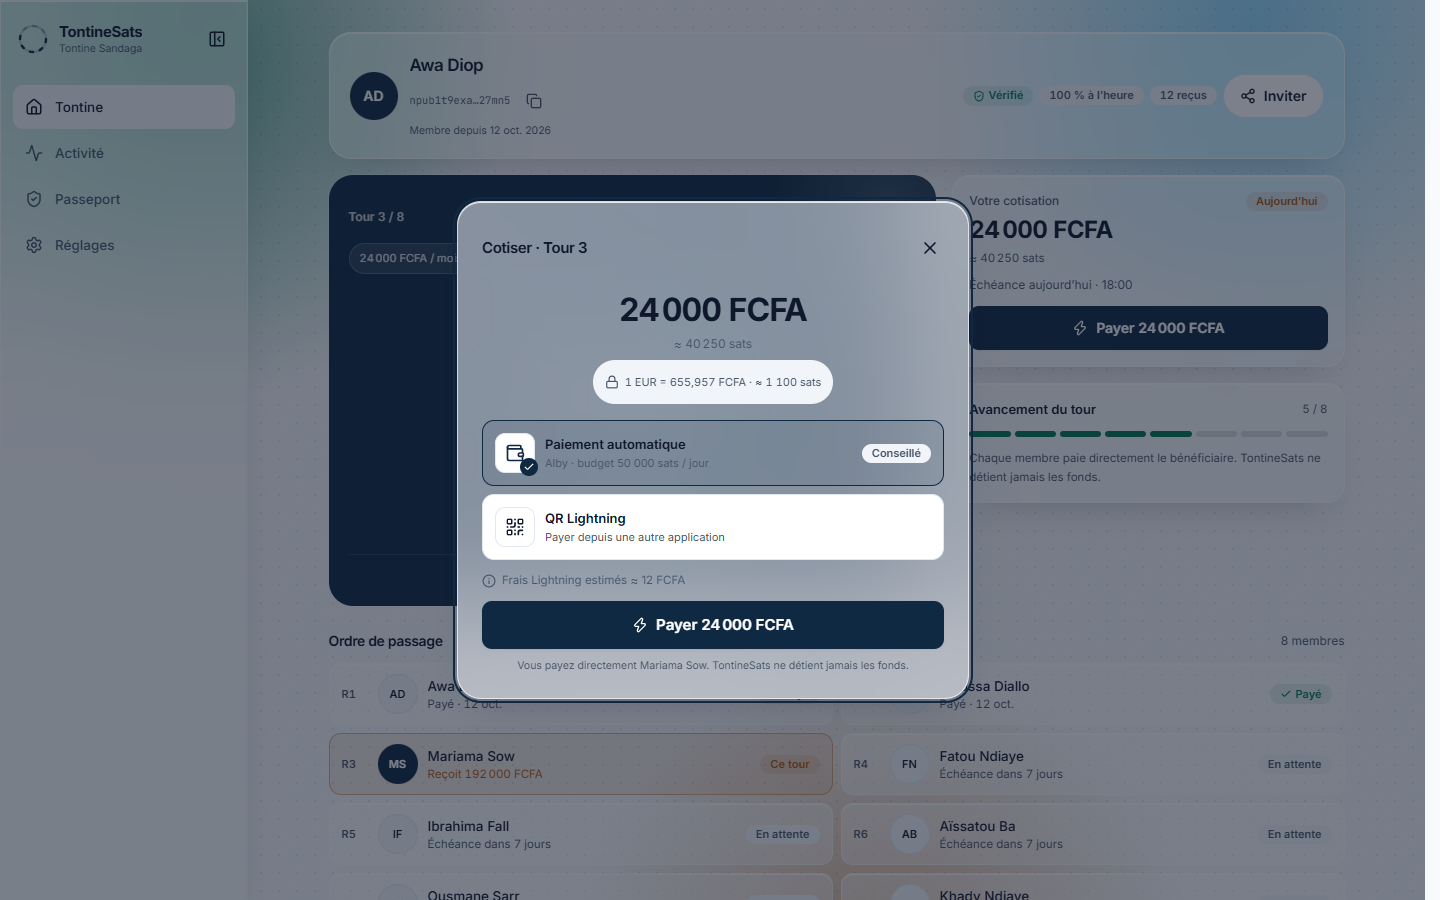 TontineSats
Tontine Sandaga
Tontine
Activité
Passeport
Réglages
AD
Awa Diop
npub1t9exa…27mn5
Membre depuis 12 oct. 2026
Vérifié
100 % à l'heure
12 reçus
Inviter
Tour 3 / 8
24 000 FCFA / mo
Votre cotisation
Aujourd'hui
24 000 FCFA
≈ 40 250 sats
Échéance aujourd'hui · 18:00
Payer 24 000 FCFA
Avancement du tour
5 / 8
Chaque membre paie directement le bénéficiaire. TontineSats ne
détient jamais les fonds.
Cotiser · Tour 3
24 000 FCFA
≈ 40 250 sats
1 EUR = 655,957 FCFA · ≈ 1 100 sats
Paiement automatique
Alby · budget 50 000 sats / jour
Conseillé
QR Lightning
Payer depuis une autre application
Frais Lightning estimés ≈ 12 FCFA
Payer 24 000 FCFA
Vous payez directement Mariama Sow. TontineSats ne détient jamais les fonds.
Ordre de passage
8 membres
R1
AD
Awa
Payé · 12 oct.
ssa Diallo
Payé · 12 oct.
Payé
R3
MS
Mariama Sow
Reçoit 192 000 FCFA
Ce tour
R4
FN
Fatou Ndiaye
Échéance dans 7 jours
En attente
R5
IF
Ibrahima Fall
Échéance dans 7 jours
En attente
R6
AB
Aïssatou Ba
Échéance dans 7 jours
En attente
Ousmane Sarr
Khady Ndiaye